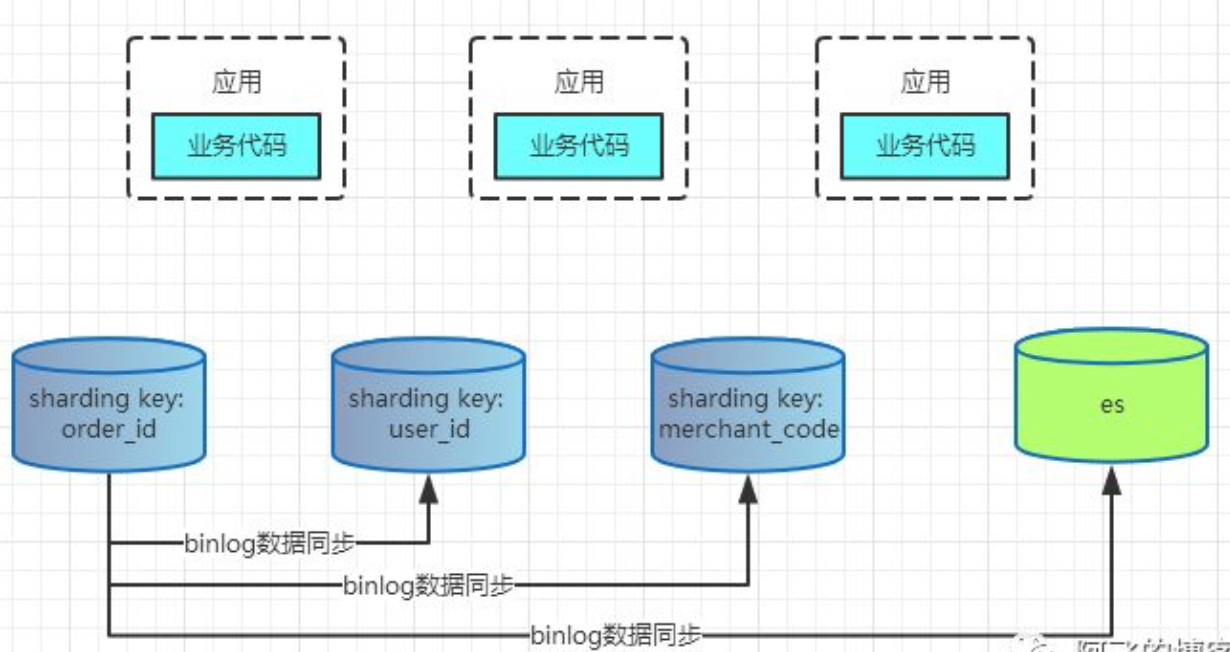 应用
业务代码
应用
业务代码
应用
业务代码
sharding key:
order_id
sharding key:
user_id
sharding key:
merchant_code
es
binlog数据同步
binlog数据同步
binlog数据同步